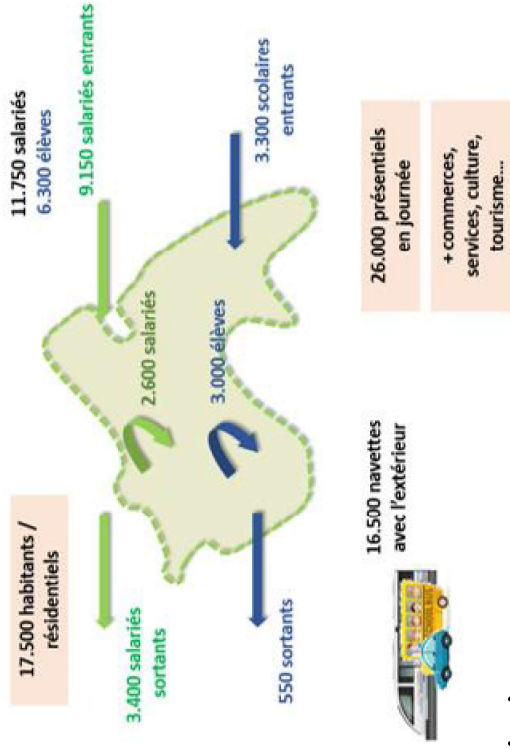 17.500 habitants /
résidentiels
11.750 salariés
6.300 élèves
3.400 salariés
sortants
9.150 salariés entrants
2.600 salariés
3.000 élèves
550 sortants
3.300 scolaires
entrants
16.500 navettes
avec l'extérieur
26.000 présentiels
en journée
+ commerces,
services, culture,
tourisme...